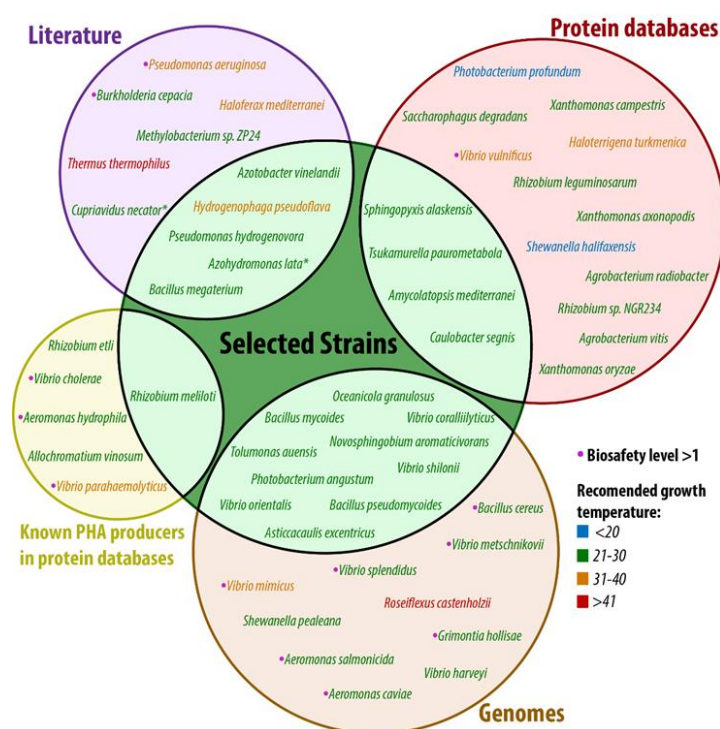 Literature
• Pseudomonas aeruginosa
• Burkholderia cepacia
Haloferax mediterranei
Methylobacterium sp. ZP24
Thermus thermophilus
Cupriavidus necator*
Azotobacter vinelandii
Hydrogenophaga pseudoflava
Pseudomonas hydrogenovora
Azohydromonas lata*
Bacillus megaterium
Protein databases
Photobacterium profundum
Xanthomonas campestris
Saccharophagus degradans
Haloterrigena turkmenica
• Vibrio vulnificus
Rhizobium leguminosarum
Xanthomonas axonopodis
Shewanella halifaxensis
Agrobacterium radiobacter
Rhizobium sp. NGR234
Agrobacterium vitis
Xanthomonas oryzae
Sphingopyxis alaskensis
Tsukamurella paurometabola
Amycolatopsis mediterranei
Caulobacter segnis
Selected Strains
Rhizobium etli
• Vibrio cholerae
Rhizobium meliloti
• Aeromonas hydrophila
Allochromatium vinosum
• Vibrio parahaemolyticus
Known PHA producers
in protein databases
Oceanicola granulosus
Bacillus mycoides
Vibrio coralliilyticus
Novosphingobium aromaticivorans
Tolumonas auensis
Vibrio shilonii
Photobacterium angustum
Vibrio orientalis
Bacillus pseudomycoides
Asticcacaulis excentricus
• Bacillus cereus
• Vibrio metschnikovii
• Vibrio splendidus
• Vibrio mimicus
Roseiflexus castenholzii
Shewanella pealeana
• Grimontia hollisae
• Aeromonas salmonicida
Vibrio harveyi
• Aeromonas caviae
Genomes
• Biosafety level >1
Recomended growth
temperature:
<20
21-30
31-40
>41